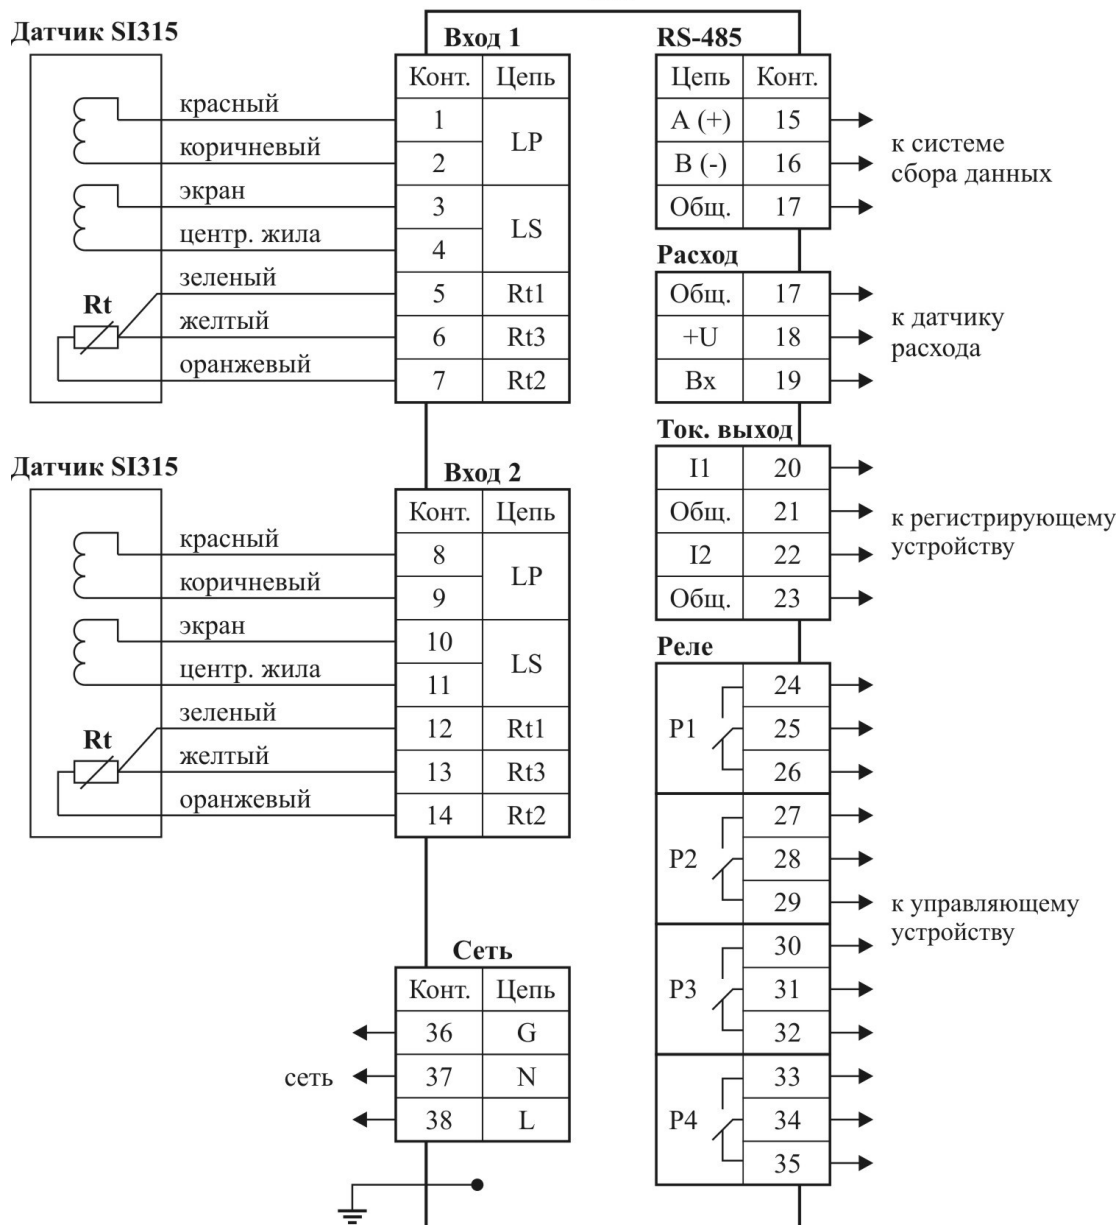 Датчик SI315
Вход 1
Конт. Цепь
красный 1 LP
коричневый 2
экран 3 LS
центр. жила 4
зеленый 5 Rt1
Rt
желтый 6 Rt3
оранжевый 7 Rt2
Датчик SI315
Вход 2
Конт. Цепь
красный 8 LP
коричневый 9
экран 10 LS
центр. жила 11
зеленый 12 Rt1
Rt
желтый 13 Rt3
оранжевый 14 Rt2
Сеть
Конт. Цепь
36 G
сеть 37 N
38 L
RS-485
Цепь Конт.
A (+) 15
B (-) 16
Общ. 17
к системе
сбора данных
Расход
Общ. 17
+U 18
Вх 19
к датчику
расхода
Ток. выход
I1 20
Общ. 21
I2 22
Общ. 23
к регистрирующему
устройству
Реле
24
P1 25
26
27
P2 28
29
30
P3 31
32
33
P4 34
35
к управляющему
устройству